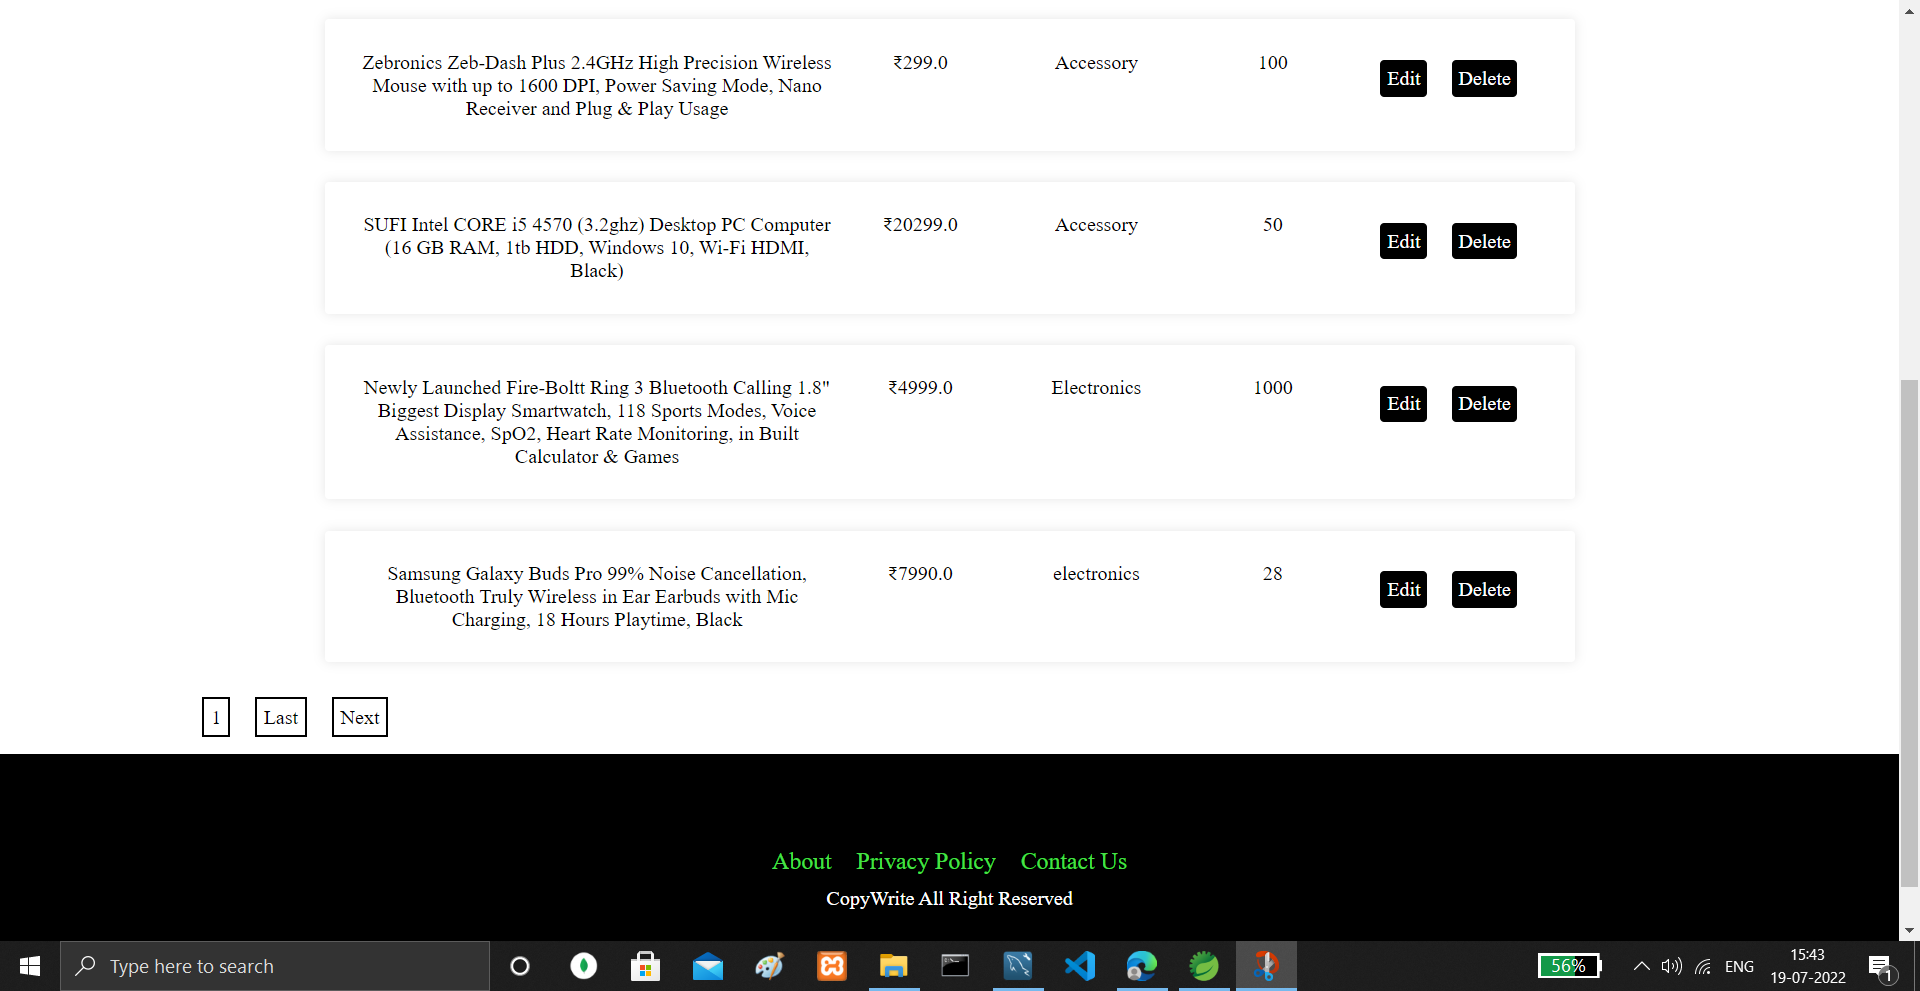 Zebronics Zeb-Dash Plus 2.4GHz High Precision Wireless
Mouse with up to 1600 DPI, Power Saving Mode, Nano
Receiver and Plug & Play Usage
₹299.0
Accessory
100
Edit
Delete
SUFI Intel CORE i5 4570 (3.2ghz) Desktop PC Computer
(16 GB RAM, 1tb HDD, Windows 10, Wi-Fi HDMI,
Black)
₹20299.0
Accessory
50
Edit
Delete
Newly Launched Fire-Boltt Ring 3 Bluetooth Calling 1.8"
Biggest Display Smartwatch, 118 Sports Modes, Voice
Assistance, SpO2, Heart Rate Monitoring, in Built
Calculator & Games
₹4999.0
Electronics
1000
Edit
Delete
Samsung Galaxy Buds Pro 99% Noise Cancellation,
Bluetooth Truly Wireless in Ear Earbuds with Mic
Charging, 18 Hours Playtime, Black
₹7990.0
electronics
28
Edit
Delete
1 Last Next
About Privacy Policy Contact Us
CopyWrite All Right Reserved
Type here to search
56%
ENG
15:43
19-07-2022
1